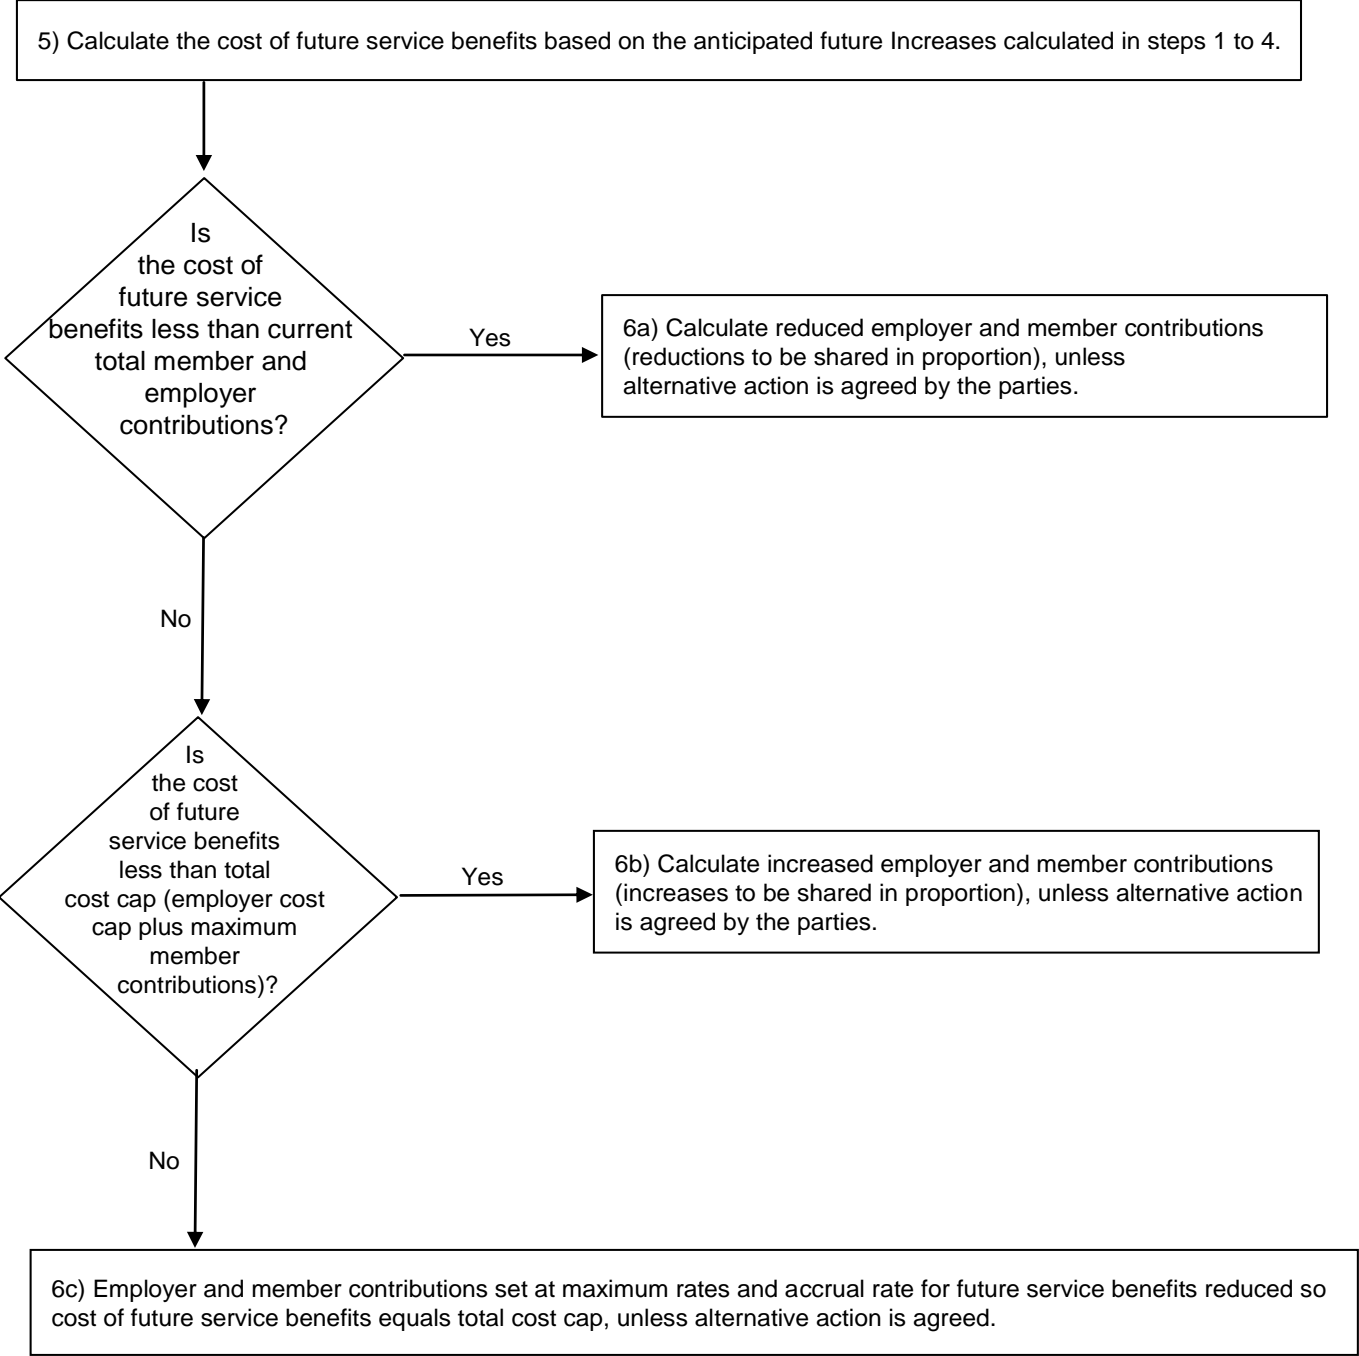 5) Calculate the cost of future service benefits based on the anticipated future Increases calculated in steps 1 to 4.
Is
the cost of
future service
benefits less than current
total member and
employer
contributions?
Yes
6a) Calculate reduced employer and member contributions
(reductions to be shared in proportion), unless
alternative action is agreed by the parties.
No
Is
the cost
of future
service benefits
less than total
cost cap (employer cost
cap plus maximum
member
contributions)?
Yes
6b) Calculate increased employer and member contributions
(increases to be shared in proportion), unless alternative action
is agreed by the parties.
No
6c) Employer and member contributions set at maximum rates and accrual rate for future service benefits reduced so
cost of future service benefits equals total cost cap, unless alternative action is agreed.